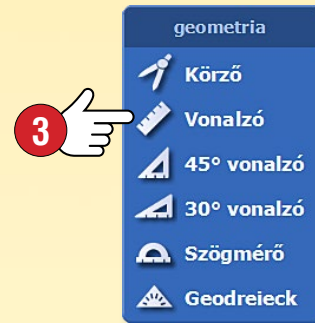 geometria
Körző
3
Vonalzó
45° vonalzó
30° vonalzó
Szögmérő
Geodreieck